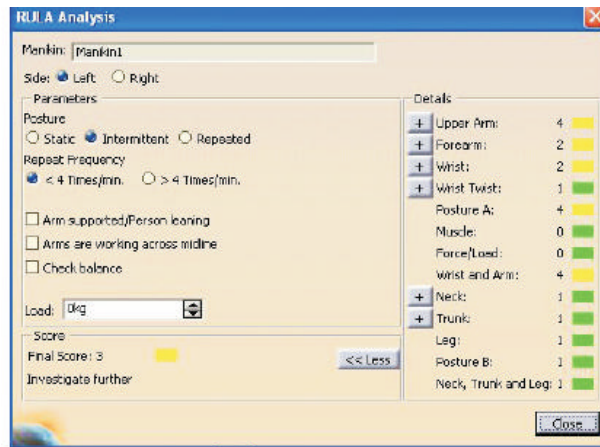 RULA Analysis
Manikin: Manikin1
Side: Left Right
Parameters
Posture
Static Intermittent Repeated
Repeat Frequency
< 4 Times/min. > 4 Times/min.
Arm supported/Person leaning
Arms are working across midline
Check balance
Load: 0kg
Score
Final Score: 3
Investigate further
<< Less
Details
+ Upper Arm: 4
+ Forearm: 2
+ Wrist: 2
+ Wrist Twist: 1
Posture A: 4
Muscle: 0
Force/Load: 0
Wrist and Arm: 4
+ Neck: 1
+ Trunk: 1
Leg: 1
Posture B: 1
Neck, Trunk and Leg: 1
Close